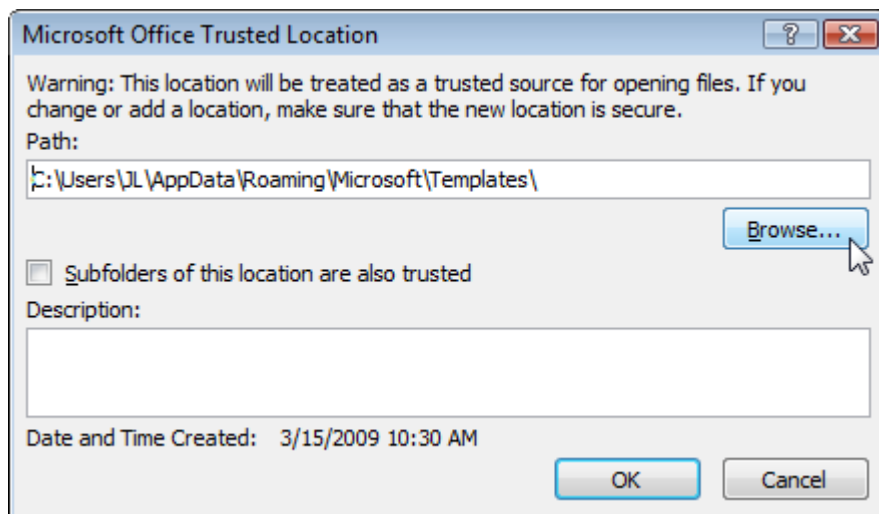 Microsoft Office Trusted Location
Warning: This location will be treated as a trusted source for opening files. If you
change or add a location, make sure that the new location is secure.
Path:
C:\Users\JL\AppData\Roaming\Microsoft\Templates\
Browse...
Subfolders of this location are also trusted
Description:
Date and Time Created: 3/15/2009 10:30 AM
OK Cancel